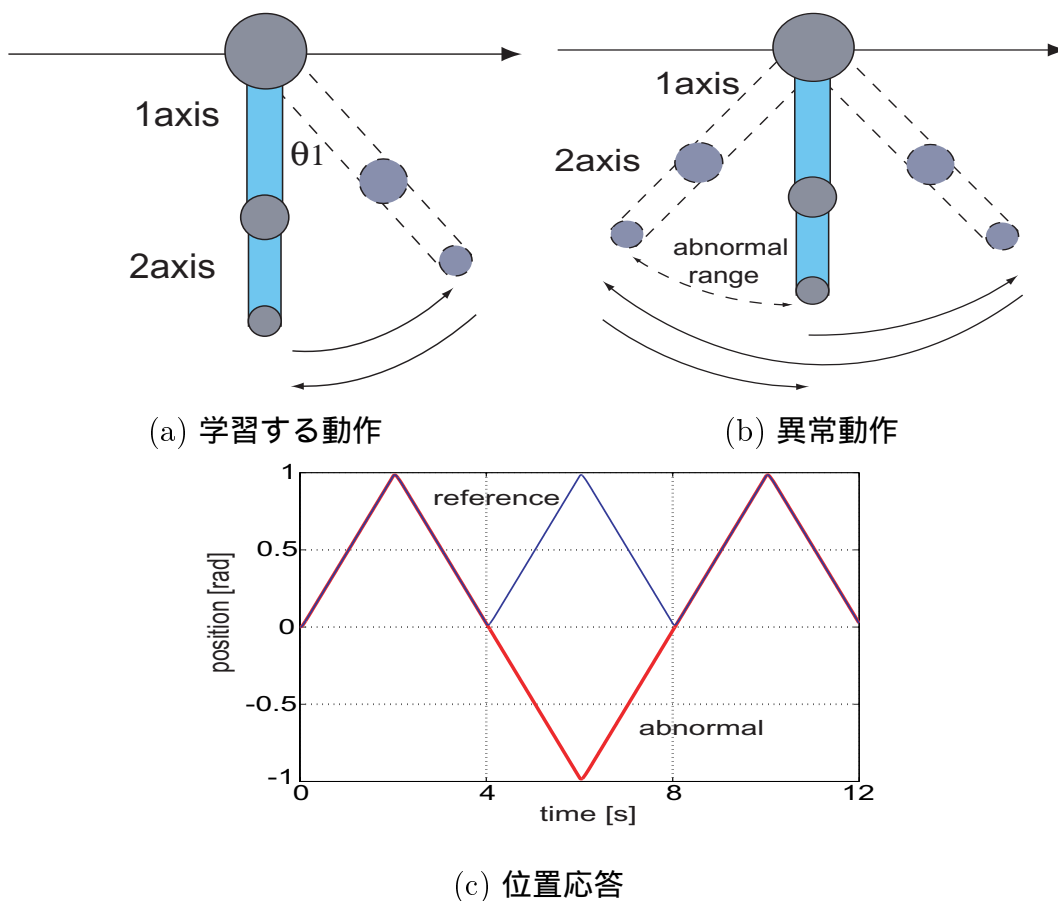 1axis
θ1
2axis
(a) 学習する動作
1axis
2axis
abnormal
range
(b) 異常動作
1
0.5
0
-0.5
-1
position [rad]
reference
abnormal
0
4
8
12
time [s]
(c) 位置応答